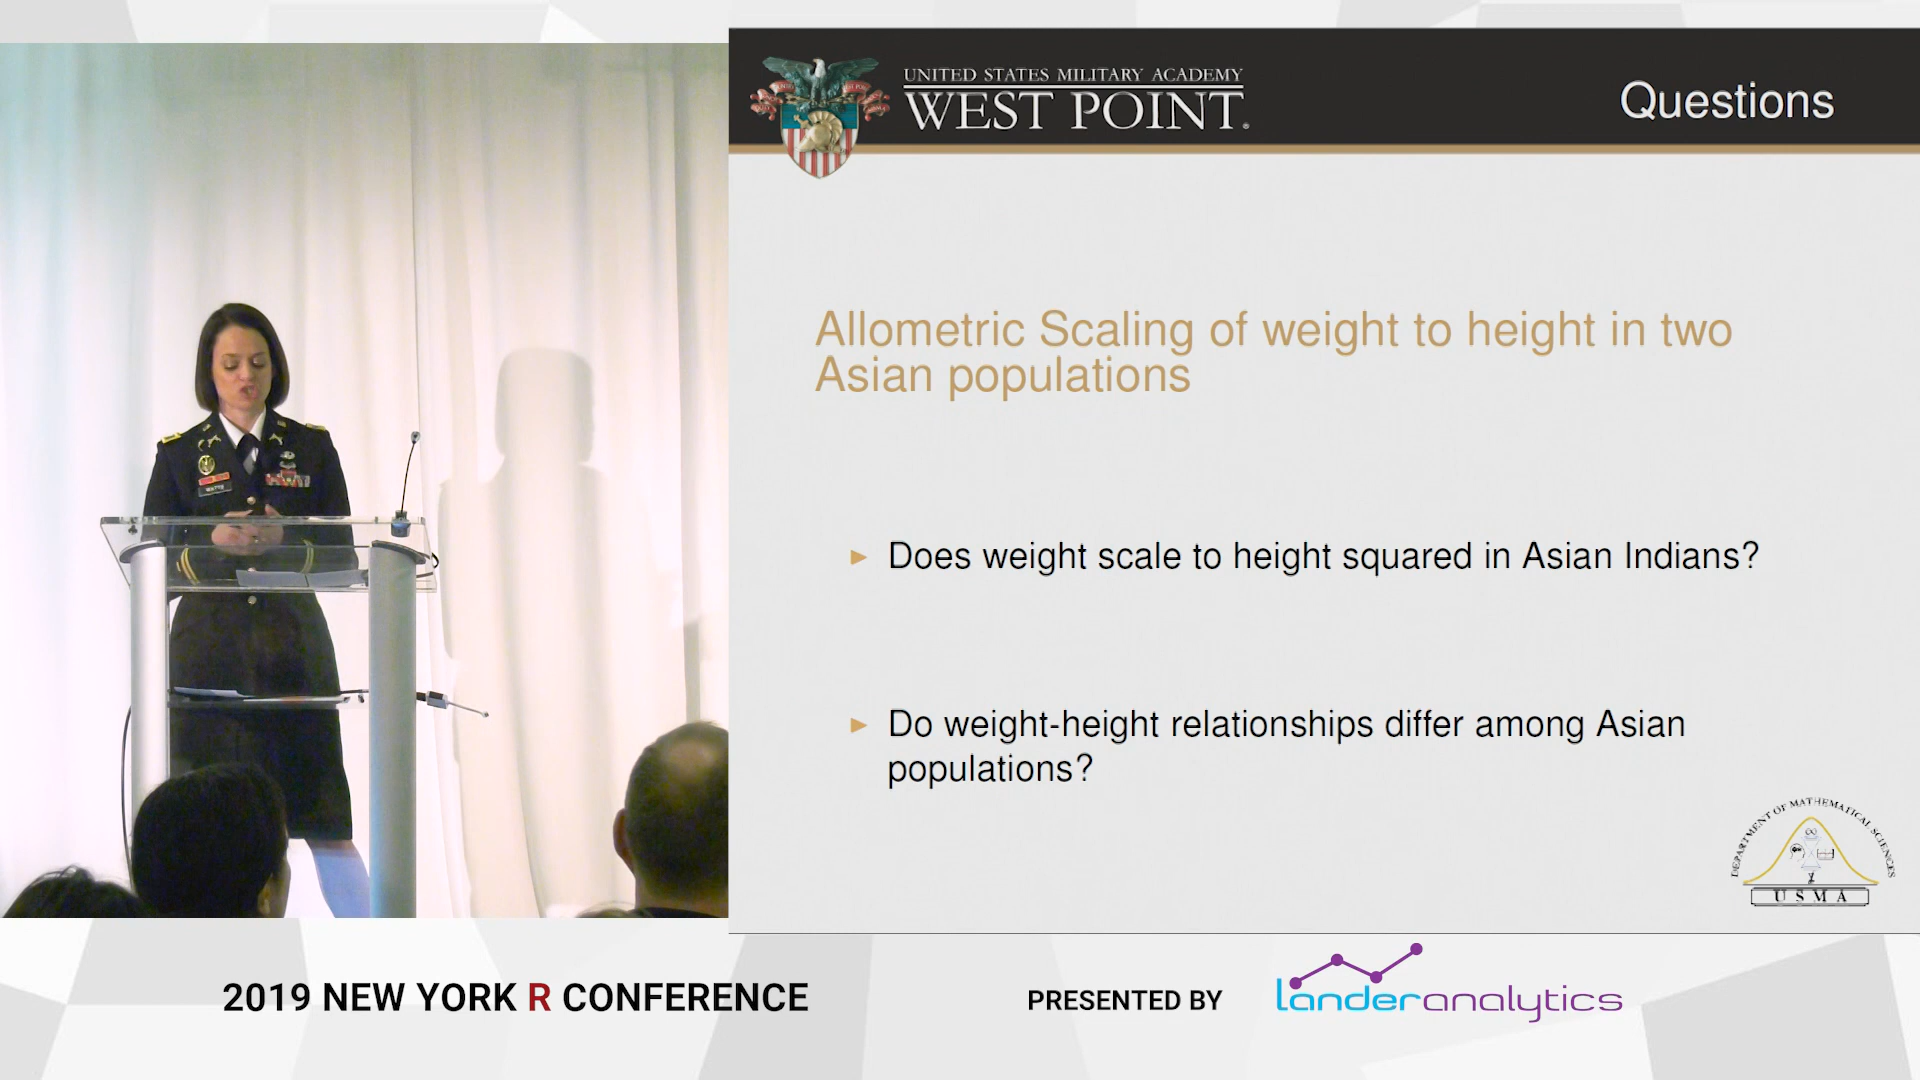 UNITED STATES MILITARY ACADEMY
WEST POINT.
Questions
Allometric Scaling of weight to height in two
Asian populations
► Does weight scale to height squared in Asian Indians?
► Do weight-height relationships differ among Asian
populations?
DEPARTMENT OF MATHEMATICAL SCIENCES
USMA
WATTS
2019 NEW YORK R CONFERENCE
PRESENTED BY
landeranalytics